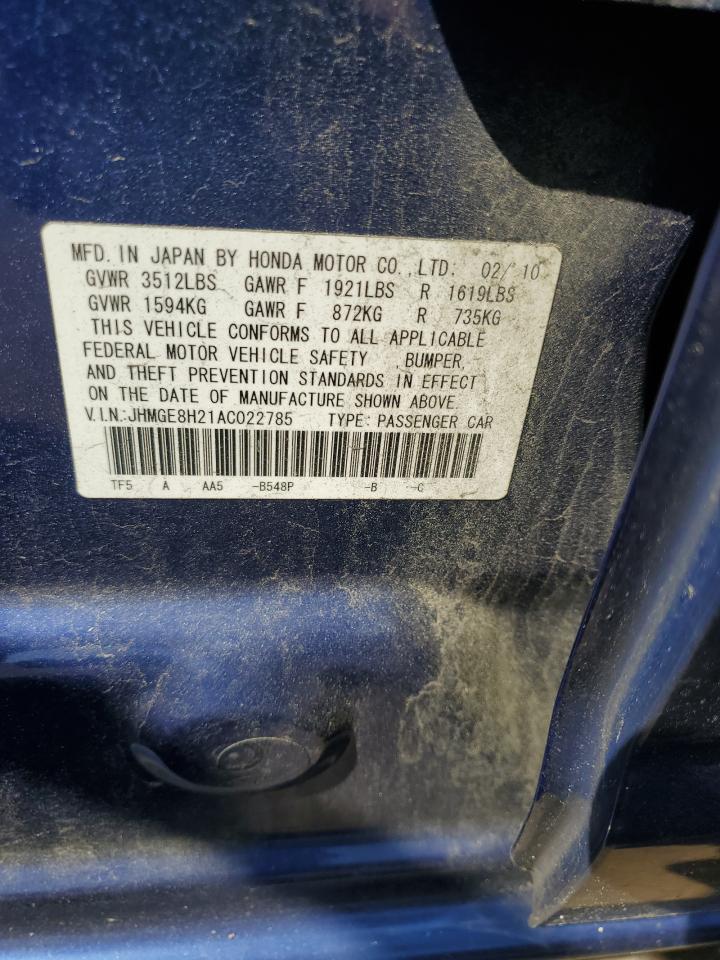 MFD. IN JAPAN BY HONDA MOTOR CO., LTD. 02/10
GVWR 3512LBS GAWR F 1921LBS R 1619LBS
GVWR 1594KG GAWR F 872KG R 735KG
THIS VEHICLE CONFORMS TO ALL APPLICABLE
FEDERAL MOTOR VEHICLE SAFETY, BUMPER,
AND THEFT PREVENTION STANDARDS IN EFFECT
ON THE DATE OF MANUFACTURE SHOWN ABOVE.
V.I.N.:JHMGE8H21AC022785 TYPE: PASSENGER CAR
TF5 A AA5 -B548P -B -C